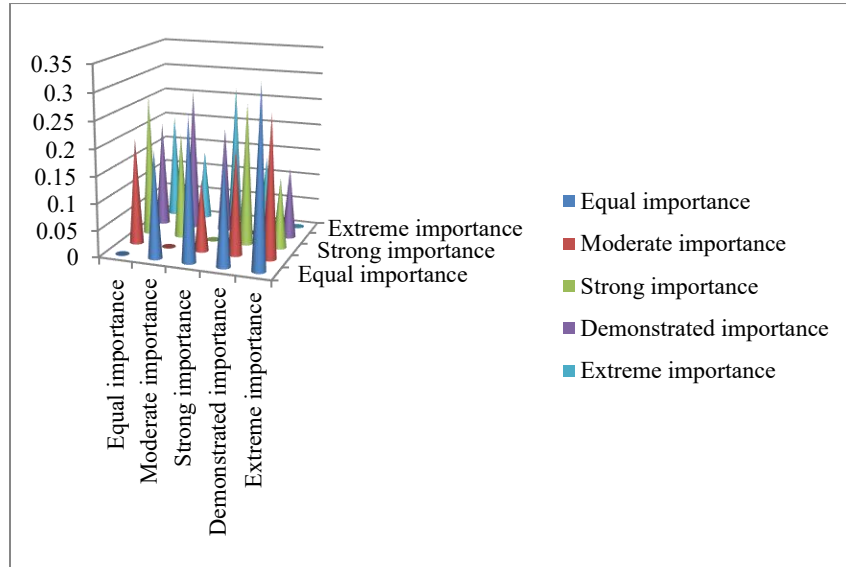 0.35
0.3
0.25
0.2
0.15
0.1
0.05
0
Extreme importance
Strong importance
Equal importance
Equal importance
Moderate importance
Strong importance
Demonstrated importance
Extreme importance
Equal importance
Moderate importance
Strong importance
Demonstrated importance
Extreme importance